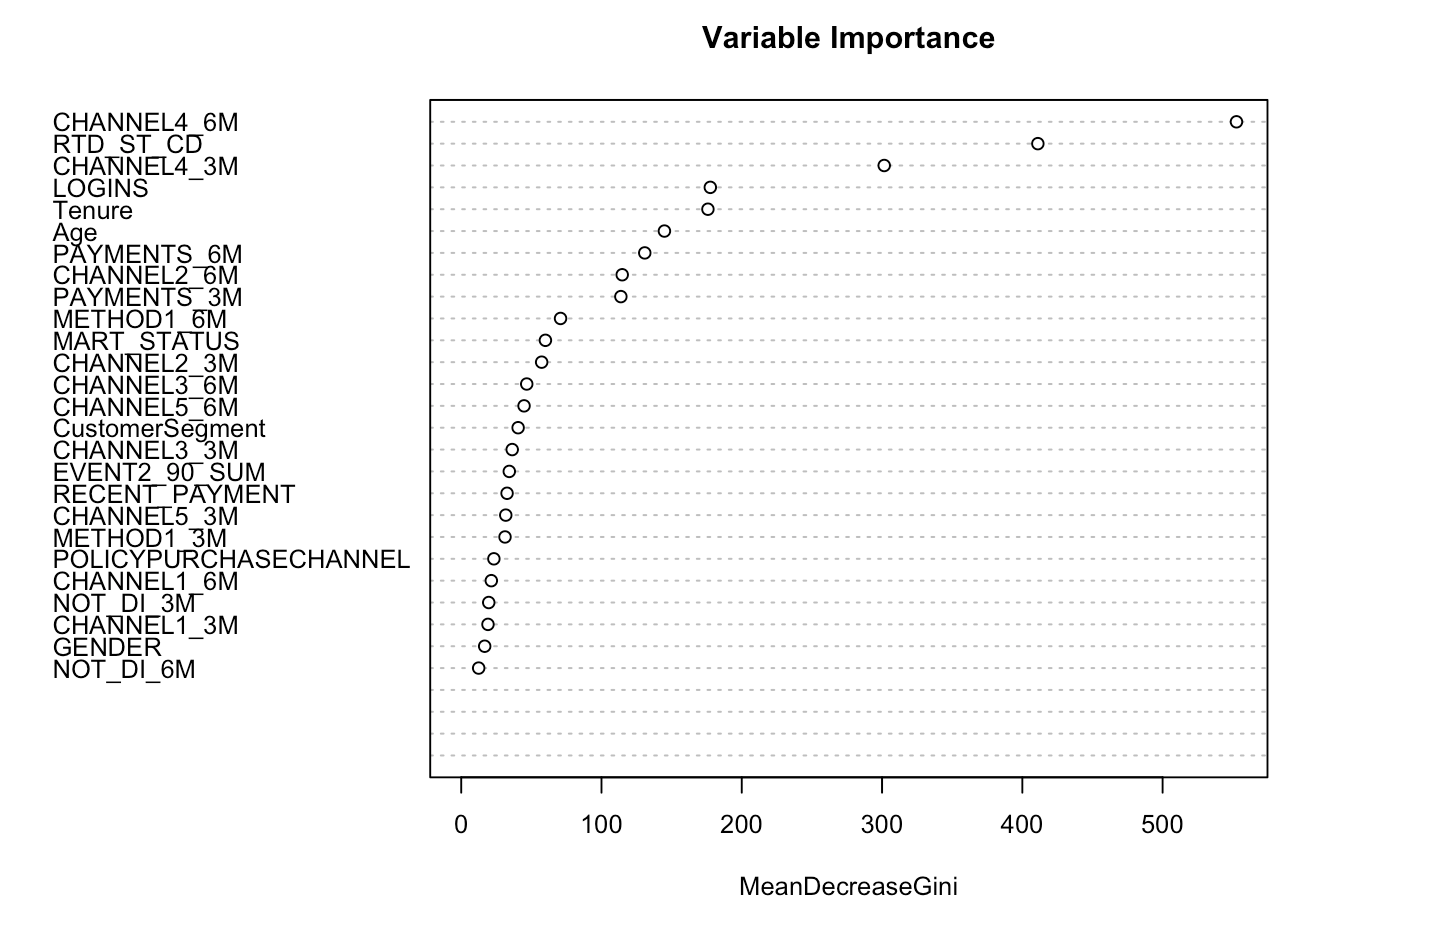 Variable Importance
CHANNEL4_6M
RTD_ST_CD
CHANNEL4_3M
LOGINS
Tenure
Age
PAYMENTS_6M
CHANNEL2_6M
PAYMENTS_3M
METHOD1_6M
MART_STATUS
CHANNEL2_3M
CHANNEL3_6M
CHANNEL5_6M
CustomerSegment
CHANNEL3_3M
EVENT2_90_SUM
RECENT_PAYMENT
CHANNEL5_3M
METHOD1_3M
POLICYPURCHASECHANNEL
CHANNEL1_6M
NOT_DI_3M
CHANNEL1_3M
GENDER
NOT_DI_6M
0 100 200 300 400 500
MeanDecreaseGini